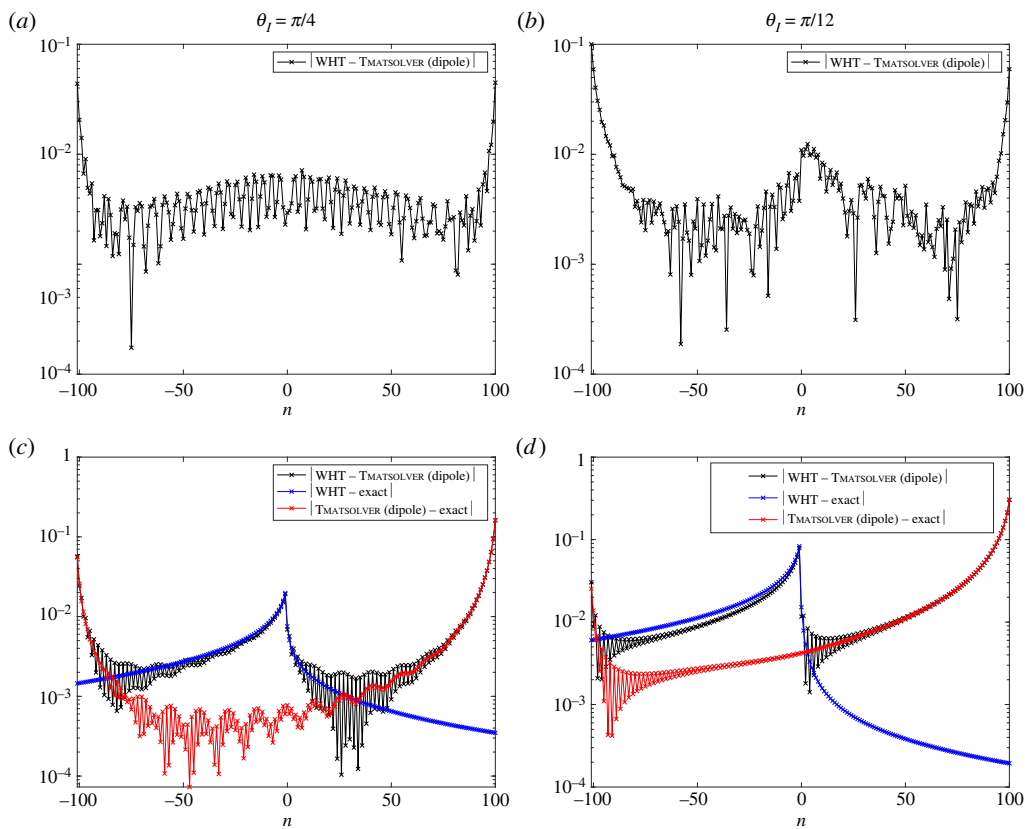 (a) θI = π/4
(b) θI = π/12
10–1
10–2
10–3
10–4
| WHT – TMATSOLVER (dipole) |
–100 –50 0 50 100
n
10–1
10–2
10–3
10–4
| WHT – TMATSOLVER (dipole) |
–100 –50 0 50 100
n
(c)
1
10–1
10–2
10–3
10–4
| WHT – TMATSOLVER (dipole) |
| WHT – exact |
| TMATSOLVER (dipole) – exact |
–100 –50 0 50 100
n
(d)
1
10–1
10–2
10–3
10–4
| WHT – TMATSOLVER (dipole) |
| WHT – exact |
| TMATSOLVER (dipole) – exact |
–100 –50 0 50 100
n